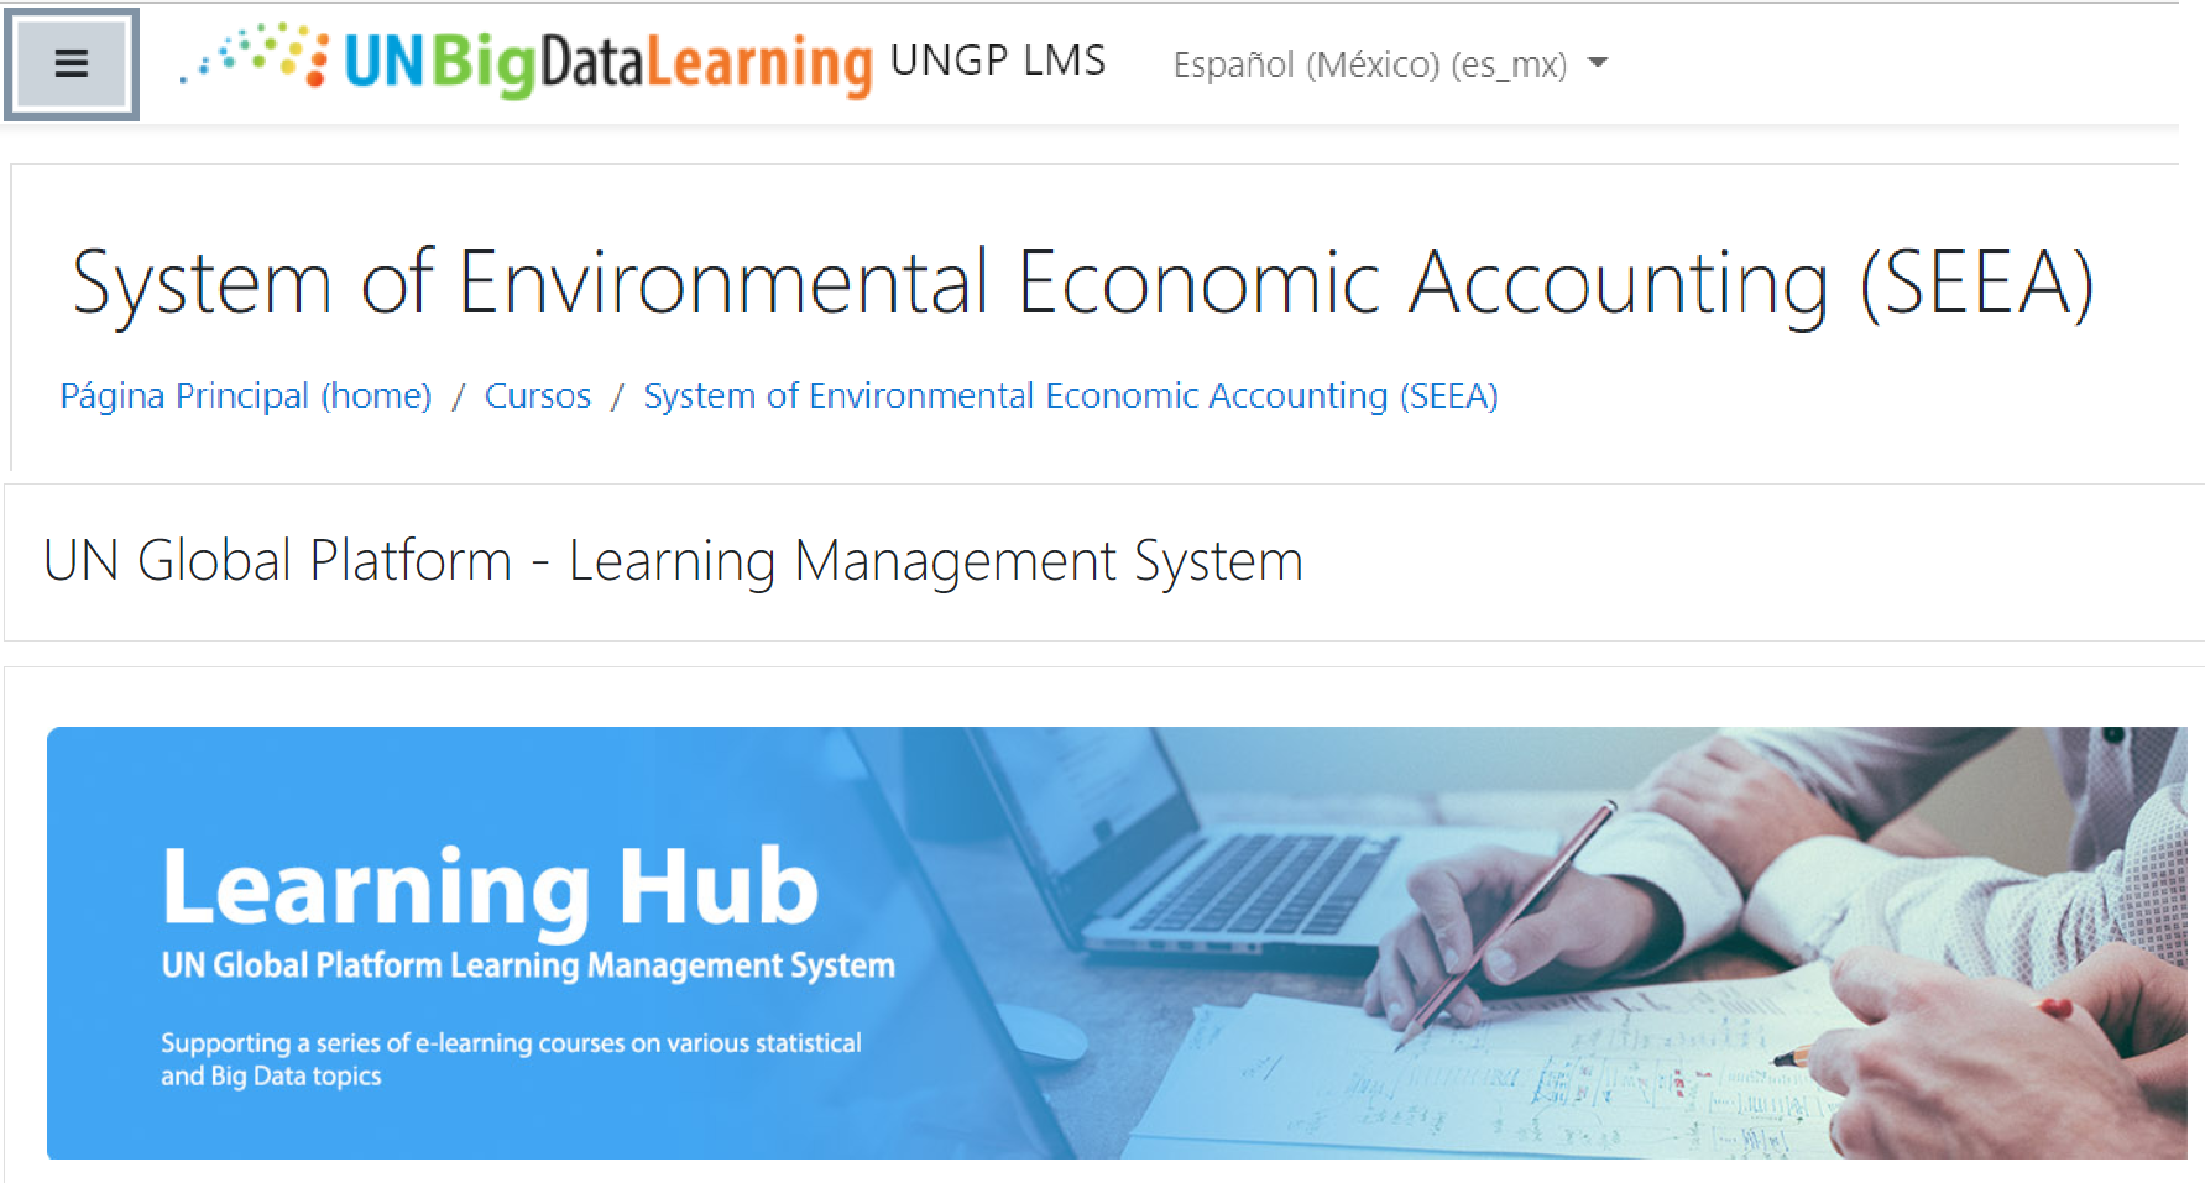 UNBigDataLearning UNGP LMS Español (México) (es_mx)
System of Environmental Economic Accounting (SEEA)
Página Principal (home) / Cursos / System of Environmental Economic Accounting (SEEA)
UN Global Platform - Learning Management System
Learning Hub
UN Global Platform Learning Management System
Supporting a series of e-learning courses on various statistical
and Big Data topics